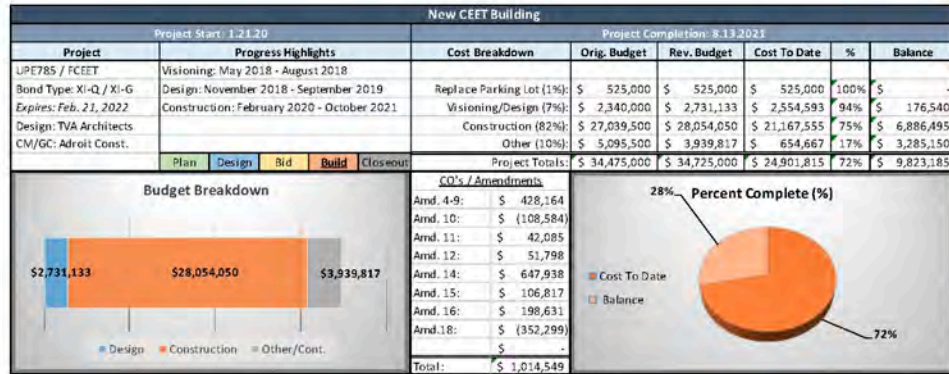 New CEET Building
Project Start: 1.21.20 Project Completion: 8.13.2021
Project Progress Highlights Cost Breakdown Orig. Budget Rev. Budget Cost To Date % Balance
UPE785 / FCEET Visioning: May 2018 - August 2018
Bond Type: XI-Q / XI-G Design: November 2018 - September 2019 Replace Parking Lot (1%): $ 525,000 $ 525,000 $ 525,000 100% $ -
Expires: Feb. 21, 2022 Construction: February 2020 - October 2021 Visioning/Design (7%): $ 2,340,000 $ 2,731,133 $ 2,554,593 94% $ 176,540
Design: TVA Architects Construction (82%): $ 27,039,500 $ 28,054,050 $ 21,167,555 75% $ 6,886,495
CM/GC: Adroit Const. Other (10%): $ 5,095,500 $ 3,939,817 $ 654,667 17% $ 3,285,150
Plan Design Bid Build Closeout Project Totals: $ 34,475,000 $ 34,725,000 $ 24,901,815 72% $ 9,823,185
Budget Breakdown
$2,731,133 $28,054,050 $3,939,817
Design Construction Other/Cont.
CO's / Amendments
Amd. 4-9: $ 428,164
Amd. 10: $ (108,584)
Amd. 11: $ 42,085
Amd. 12: $ 51,798
Amd. 14: $ 647,938
Amd. 15: $ 106,817
Amd. 16: $ 198,631
Amd.18: $ (352,299)
$ -
Total: $ 1,014,549
Percent Complete (%)
28%
Cost To Date
Balance
72%